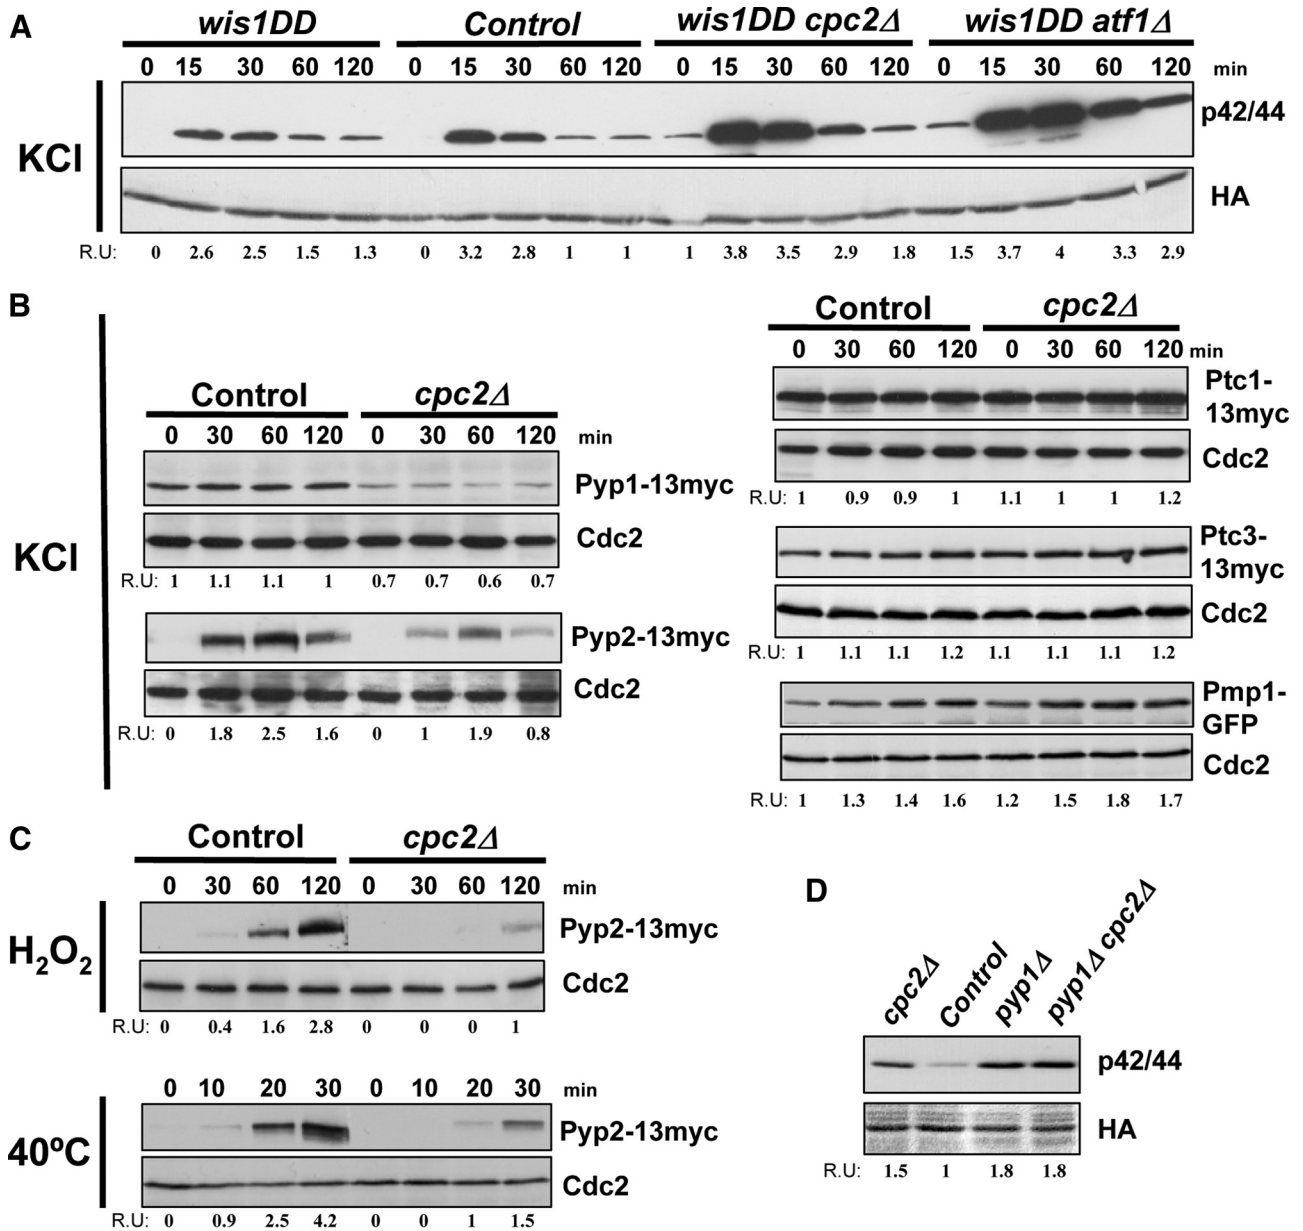 A
wis1DD Control wis1DD cpc2Δ wis1DD atf1Δ
0 15 30 60 120 0 15 30 60 120 0 15 30 60 120 0 15 30 60 120 min
KCl
p42/44
HA
R.U: 0 2.6 2.5 1.5 1.3 0 3.2 2.8 1 1 1 3.8 3.5 2.9 1.8 1.5 3.7 4 3.3 2.9
B
KCl
Control cpc2Δ
0 30 60 120 0 30 60 120 min
Pyp1-13myc
Cdc2
R.U: 1 1.1 1.1 1 0.7 0.7 0.6 0.7
Pyp2-13myc
Cdc2
R.U: 0 1.8 2.5 1.6 0 1 1.9 0.8
Control cpc2Δ
0 30 60 120 0 30 60 120 min
Ptc1-
13myc
Cdc2
R.U: 1 0.9 0.9 1 1.1 1 1 1.2
Ptc3-
13myc
Cdc2
R.U: 1 1.1 1.1 1.2 1.1 1.1 1.1 1.2
Pmp1-
GFP
Cdc2
R.U: 1 1.3 1.4 1.6 1.2 1.5 1.8 1.7
C
Control cpc2Δ
0 30 60 120 0 30 60 120 min
H2O2
Pyp2-13myc
Cdc2
R.U: 0 0.4 1.6 2.8 0 0 0 1
0 10 20 30 0 10 20 30 min
40ºC
Pyp2-13myc
Cdc2
R.U: 0 0.9 2.5 4.2 0 0 1 1.5
D
cpc2Δ Control pyp1Δ pyp1Δ cpc2Δ
p42/44
HA
R.U: 1.5 1 1.8 1.8